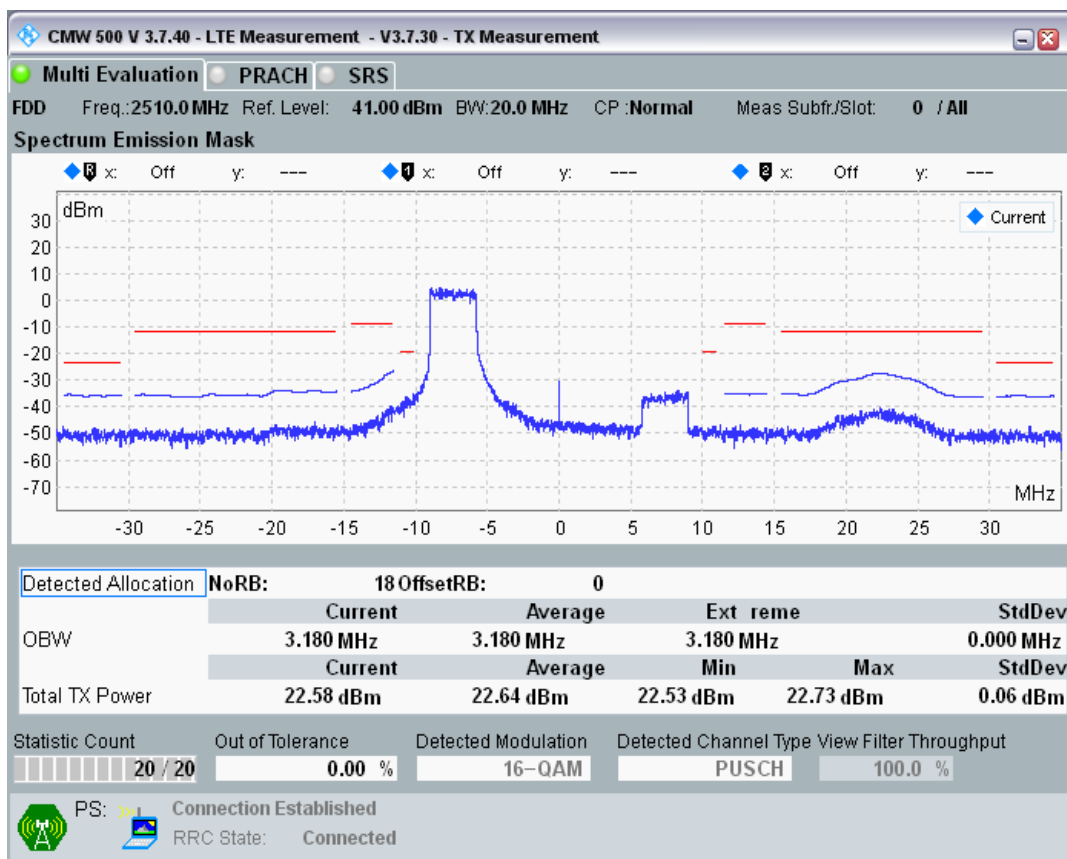 CMW 500 V 3.7.40 - LTE Measurement - V3.7.30 - TX Measurement
Multi Evaluation PRACH SRS
FDD Freq.:2510.0 MHz Ref. Level: 41.00 dBm BW:20.0 MHz CP :Normal Meas Subfr./Slot: 0 / All
Spectrum Emission Mask
R x: Off y: --- 1 x: Off y: --- 2 x: Off y: ---
dBm
Current
30
20
10
0
-10
-20
-30
-40
-50
-60
-70
MHz
-30 -25 -20 -15 -10 -5 0 5 10 15 20 25 30
Detected Allocation NoRB: 18 OffsetRB: 0
Current Average Ext reme StdDev
OBW 3.180 MHz 3.180 MHz 3.180 MHz 0.000 MHz
Current Average Min Max StdDev
Total TX Power 22.58 dBm 22.64 dBm 22.53 dBm 22.73 dBm 0.06 dBm
Statistic Count Out of Tolerance Detected Modulation Detected Channel Type View Filter Throughput
20 / 20 0.00 % 16-QAM PUSCH 100.0 %
PS: Connection Established
RRC State: Connected